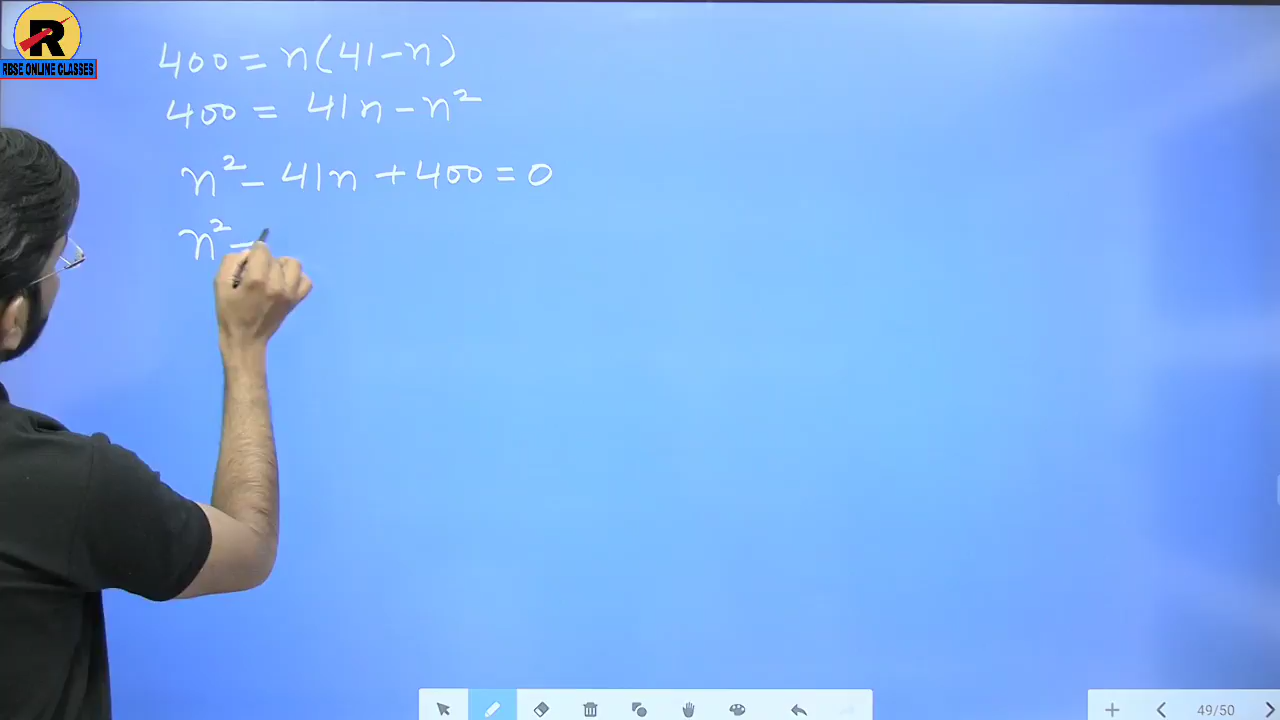 R
RBSE ONLINE CLASSES
400 = n(41-n)
400 = 41n-n²
n² - 41n + 400 = 0
n² -
49/50